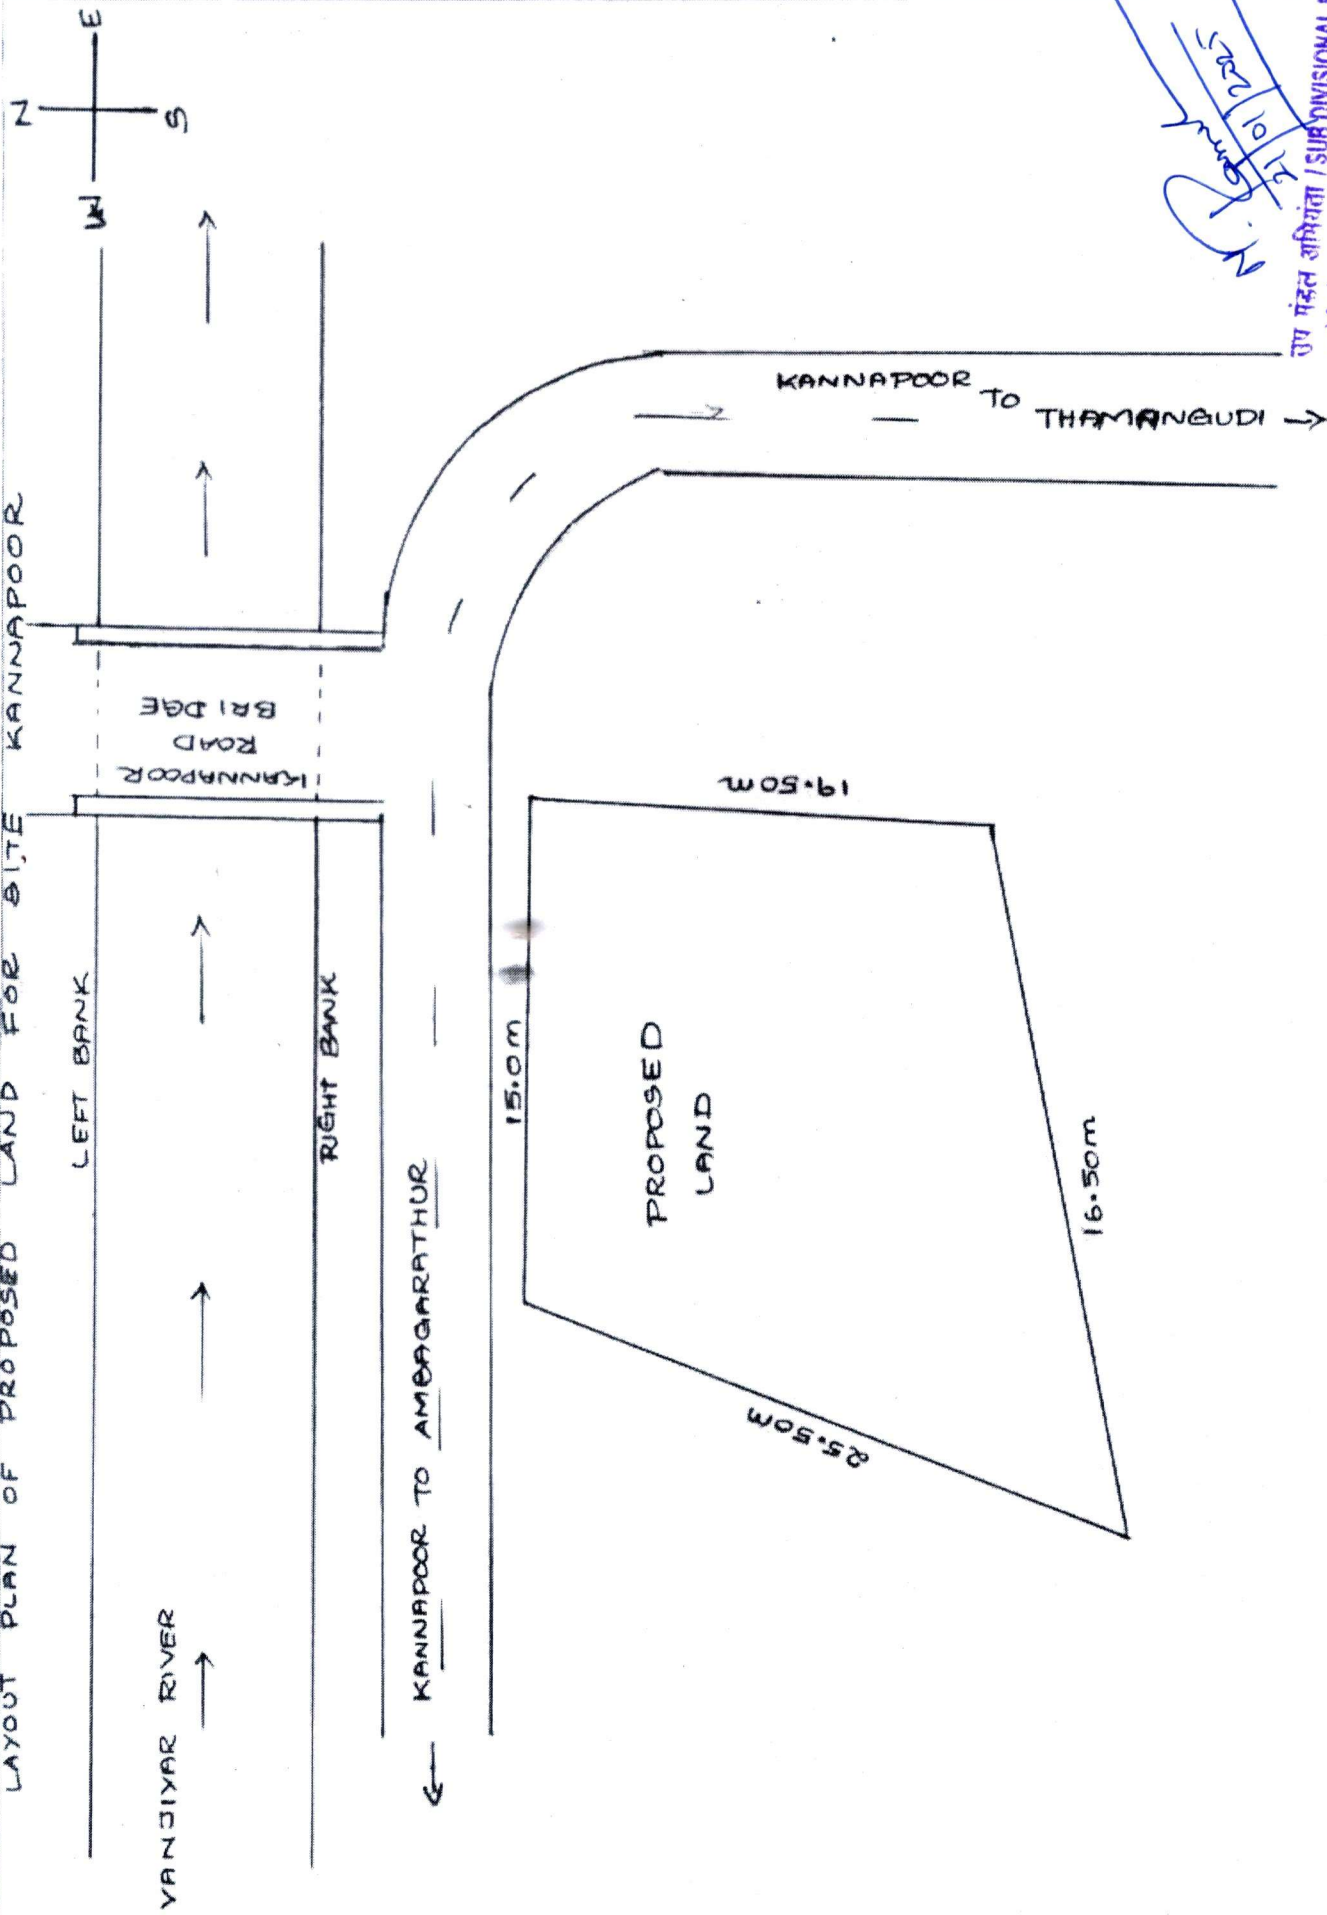 LAYOUT PLAN OF PROPOSED LAND FOR SITE KANNAPOOR
N
W E
S
LEFT BANK
VANJIYAR RIVER
RIGHT BANK
KANNAPOOR
ROAD
BRIDGE
KANNAPOOR TO AMBAGARATHUR
KANNAPOOR
TO
THAMANGUDI
15.0m
19.50m
PROPOSED
LAND
25.50m
16.50m
21/01/2025
उप मंडल अभियंता / SUB DIVISIONAL